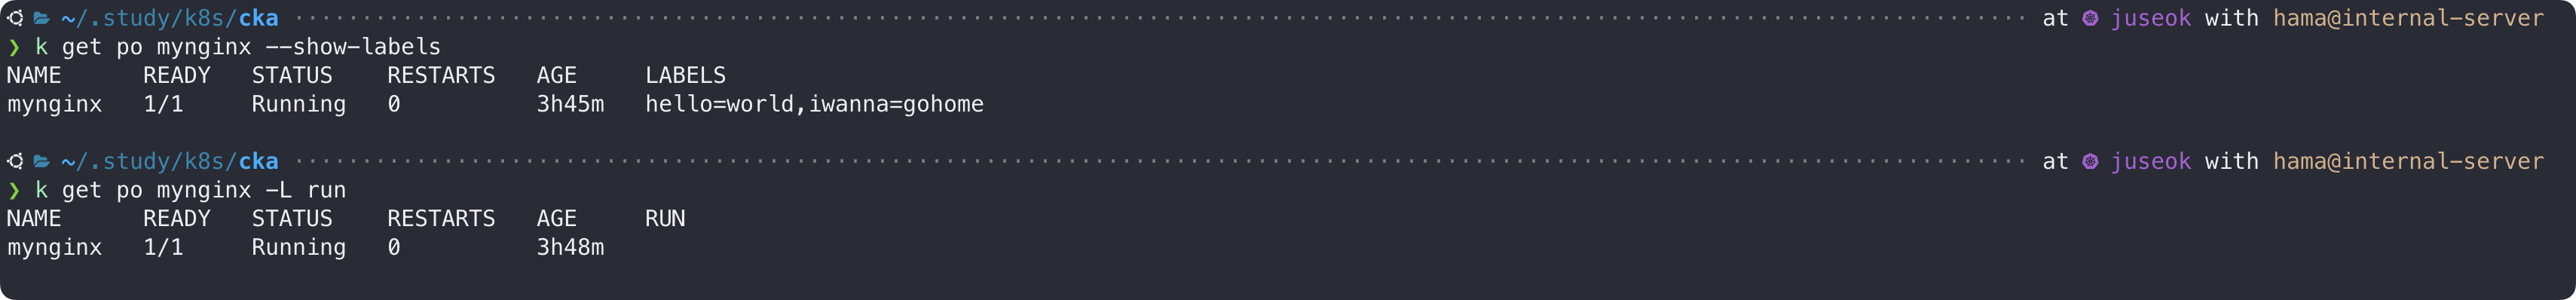 ~/.study/k8s/cka at juseok with hama@internal-server
❯ k get po mynginx --show-labels
NAME READY STATUS RESTARTS AGE LABELS
mynginx 1/1 Running 0 3h45m hello=world,iwanna=gohome
~/.study/k8s/cka at juseok with hama@internal-server
❯ k get po mynginx -L run
NAME READY STATUS RESTARTS AGE RUN
mynginx 1/1 Running 0 3h48m